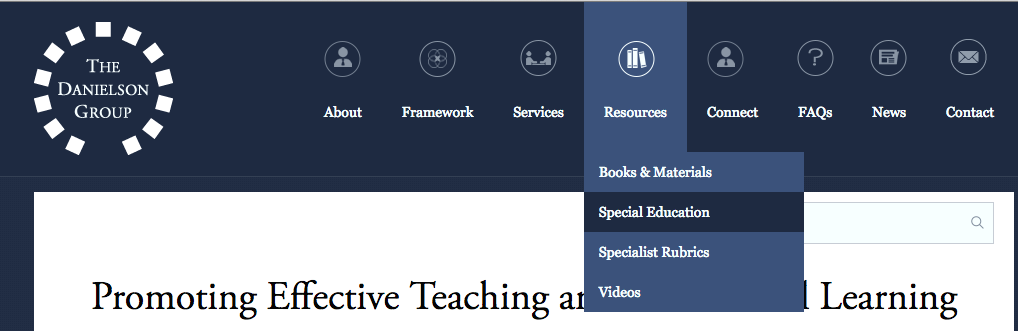 THE
DANIELSON
GROUP
About Framework Services Resources Connect FAQs News Contact
Books & Materials
Special Education
Specialist Rubrics
Videos
Promoting Effective Teaching Learning